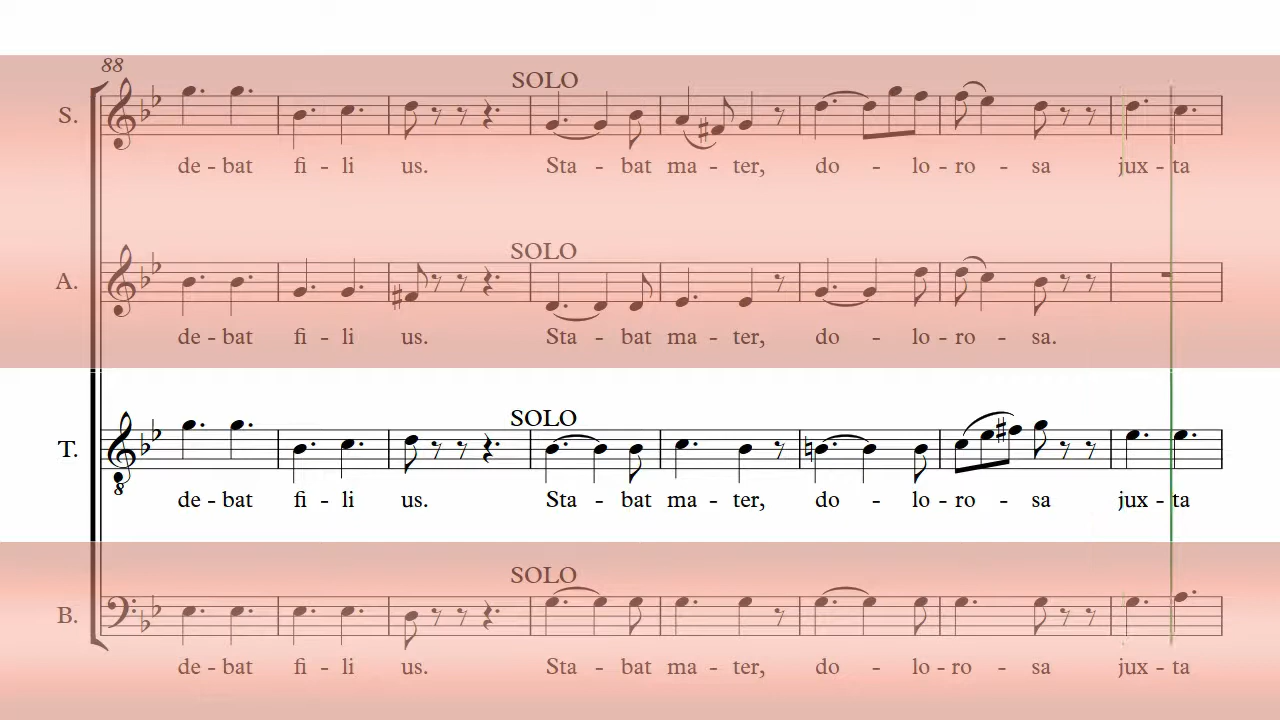 88
SOLO
S.
de - bat fi - li us. Sta - bat ma - ter, do - lo - ro - sa jux - ta
SOLO
A.
de - bat fi - li us. Sta - bat ma - ter, do - lo - ro - sa.
SOLO
T.
8
de - bat fi - li us. Sta - bat ma - ter, do - lo - ro - sa jux - ta
SOLO
B.
de - bat fi - li us. Sta - bat ma - ter, do - lo - ro - sa jux - ta